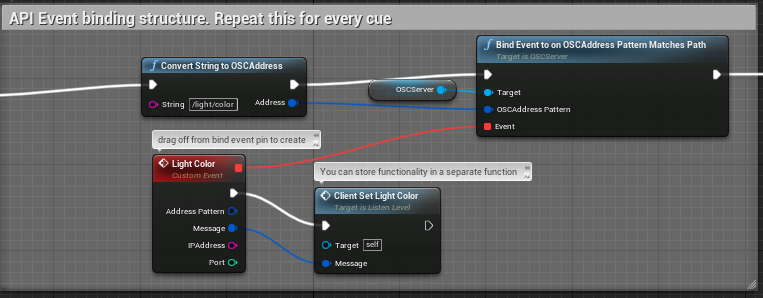 API Event binding structure. Repeat this for every cue
Convert String to OSCAddress
String /light/color
Address
OSCServer
Bind Event to on OSCAddress Pattern Matches Path
Target is OSCServer
Target
OSCAddress Pattern
Event
drag off from bind event pin to create
Light Color
Custom Event
Address Pattern
Message
IPAddress
Port
You can store functionality in a separate function
Client Set Light Color
Target is Listen Level
Target self
Message